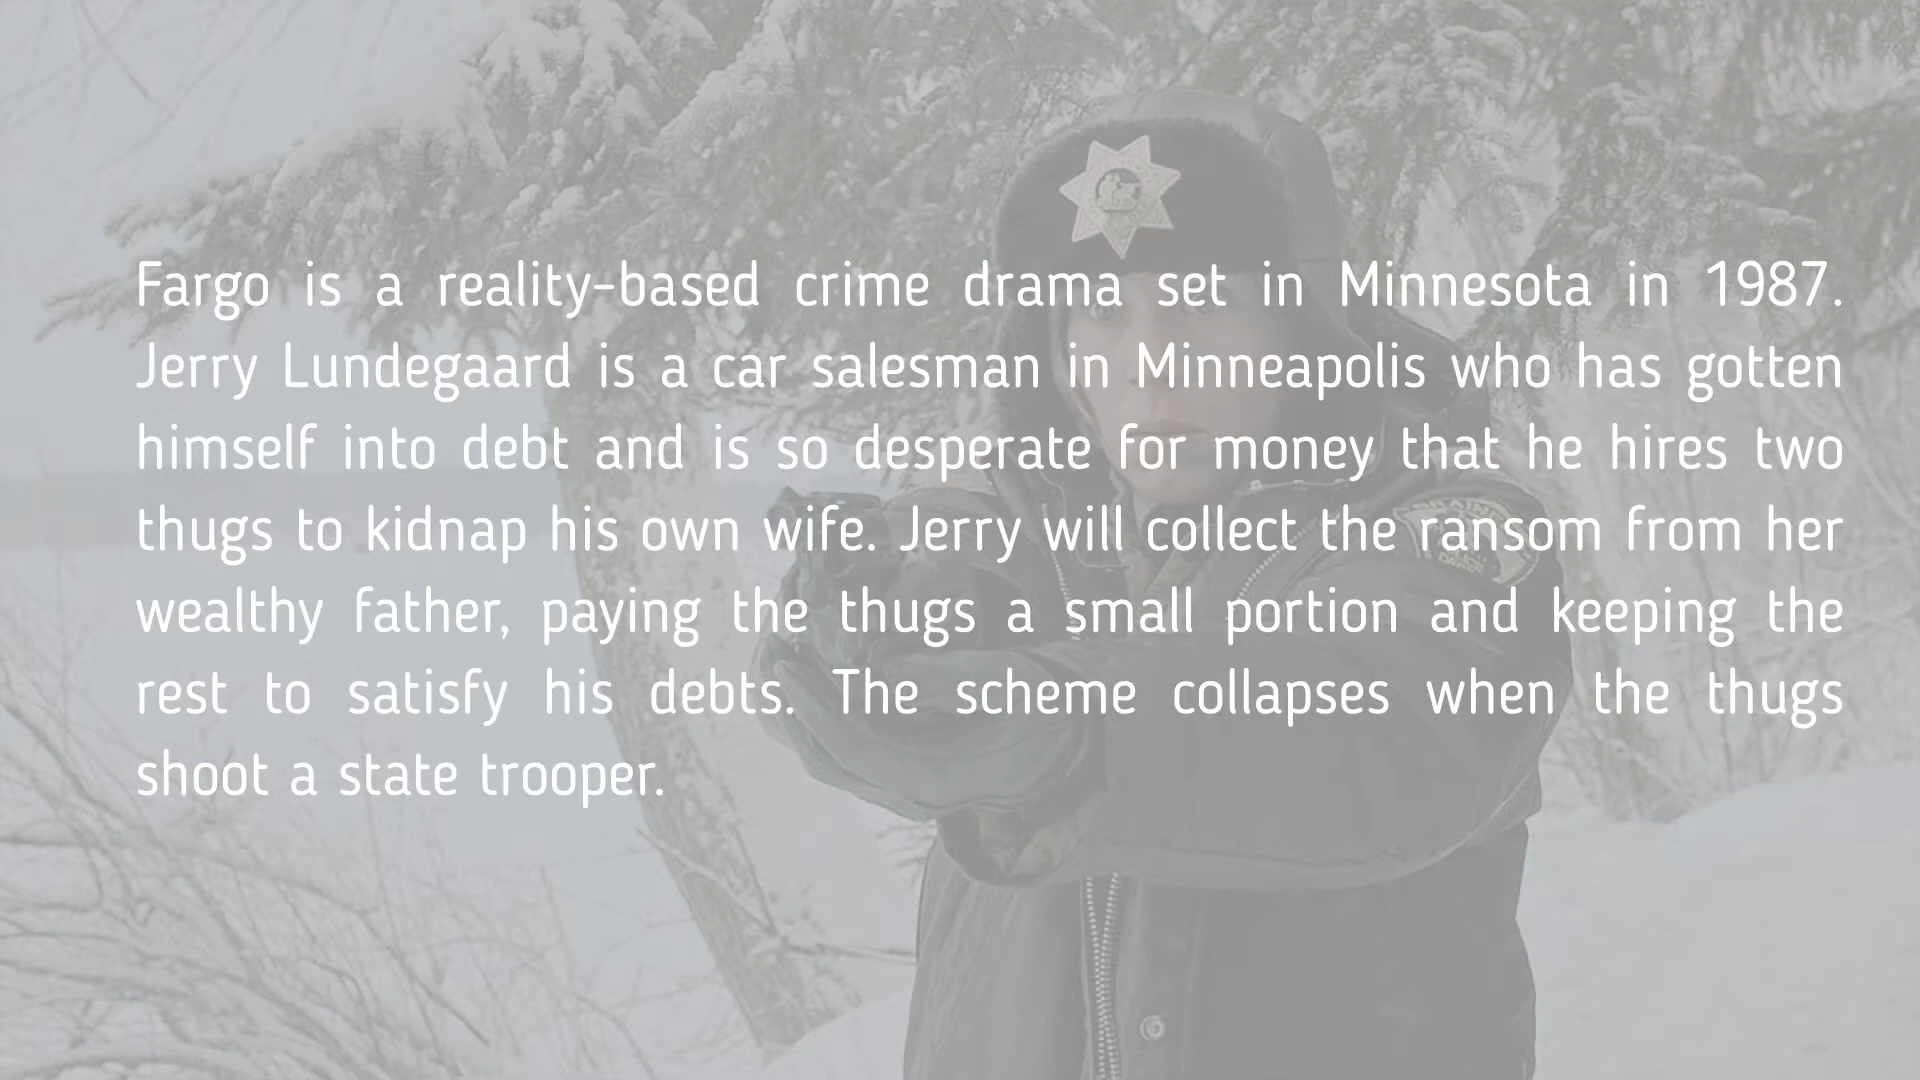 Fargo is a reality-based crime drama set in Minnesota in 1987.
Jerry Lundegaard is a car salesman in Minneapolis who has gotten
himself into debt and is so desperate for money that he hires two
thugs to kidnap his own wife. Jerry will collect the ransom from her
wealthy father, paying the thugs a small portion and keeping the
rest to satisfy his debts. The scheme collapses when the thugs
shoot a state trooper.